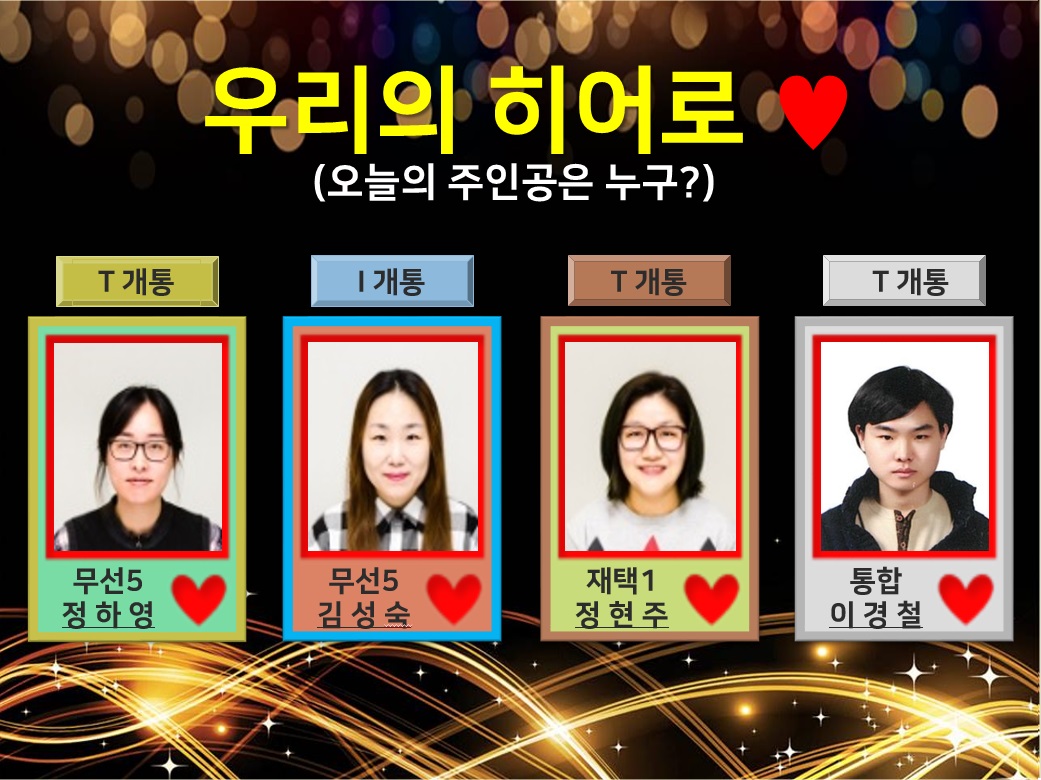 우리의 히어로
(오늘의 주인공은 누구?)
T 개통
I 개통
T 개통
T 개통
무선5
정 하 영
무선5
김 성 숙
재택1
정 현 주
통합
이 경 철